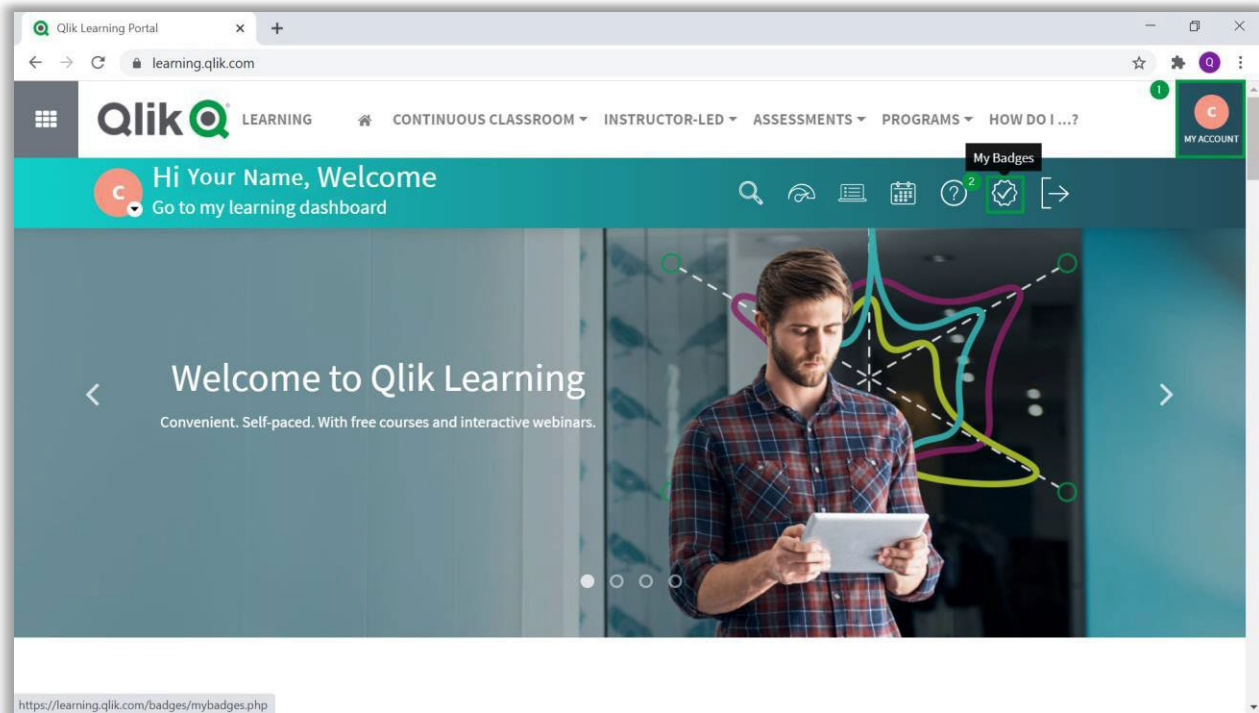 Qlik Learning Portal
learning.qlik.com
Q
1
Qlik LEARNING CONTINUOUS CLASSROOM INSTRUCTOR-LED ASSESSMENTS PROGRAMS HOW DO I ...?
C
MY ACCOUNT
My Badges
C
Hi Your Name, Welcome
Go to my learning dashboard
? 2
Welcome to Qlik Learning
Convenient. Self-paced. With free courses and interactive webinars.
https://learning.qlik.com/badges/mybadges.php